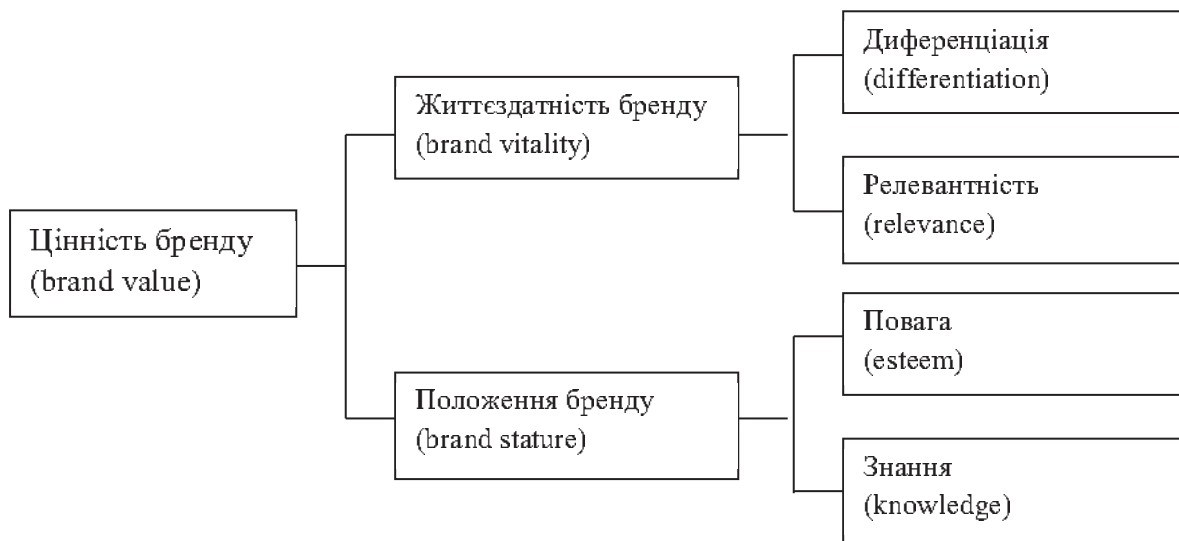 Цінність бренду
(brand value)
Життєздатність бренду
(brand vitality)
Положення бренду
(brand stature)
Диференціація
(differentiation)
Релевантність
(relevance)
Повага
(esteem)
Знання
(knowledge)